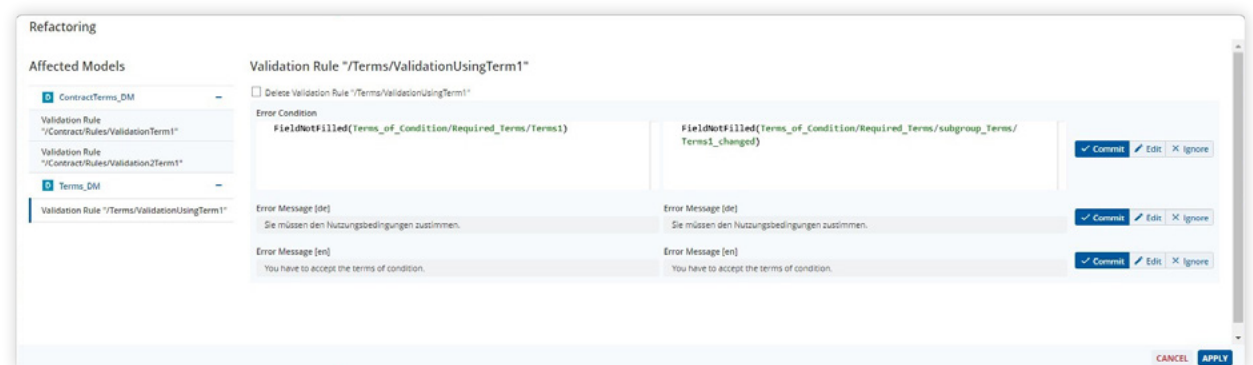 Refactoring
Affected Models
D ContractTerms_DM
Validation Rule
"/Contract/Rules/ValidationTerm1"
Validation Rule
"/Contract/Rules/Validation2Term1"
D Terms_DM
Validation Rule "/Terms/ValidationUsingTerm1"
Validation Rule "/Terms/ValidationUsingTerm1"
Delete Validation Rule "/Terms/ValidationUsingTerm1"
Error Condition
FieldNotFilled(Terms_of_Condition/Required_Terms/Terms1)
FieldNotFilled(Terms_of_Condition/Required_Terms/subgroup_Terms/
Terms1_changed)
Commit Edit Ignore
Error Message [de]
Sie müssen den Nutzungsbedingungen zustimmen.
Error Message [de]
Sie müssen den Nutzungsbedingungen zustimmen.
Commit Edit Ignore
Error Message [en]
You have to accept the terms of condition.
Error Message [en]
You have to accept the terms of condition.
Commit Edit Ignore
CANCEL APPLY